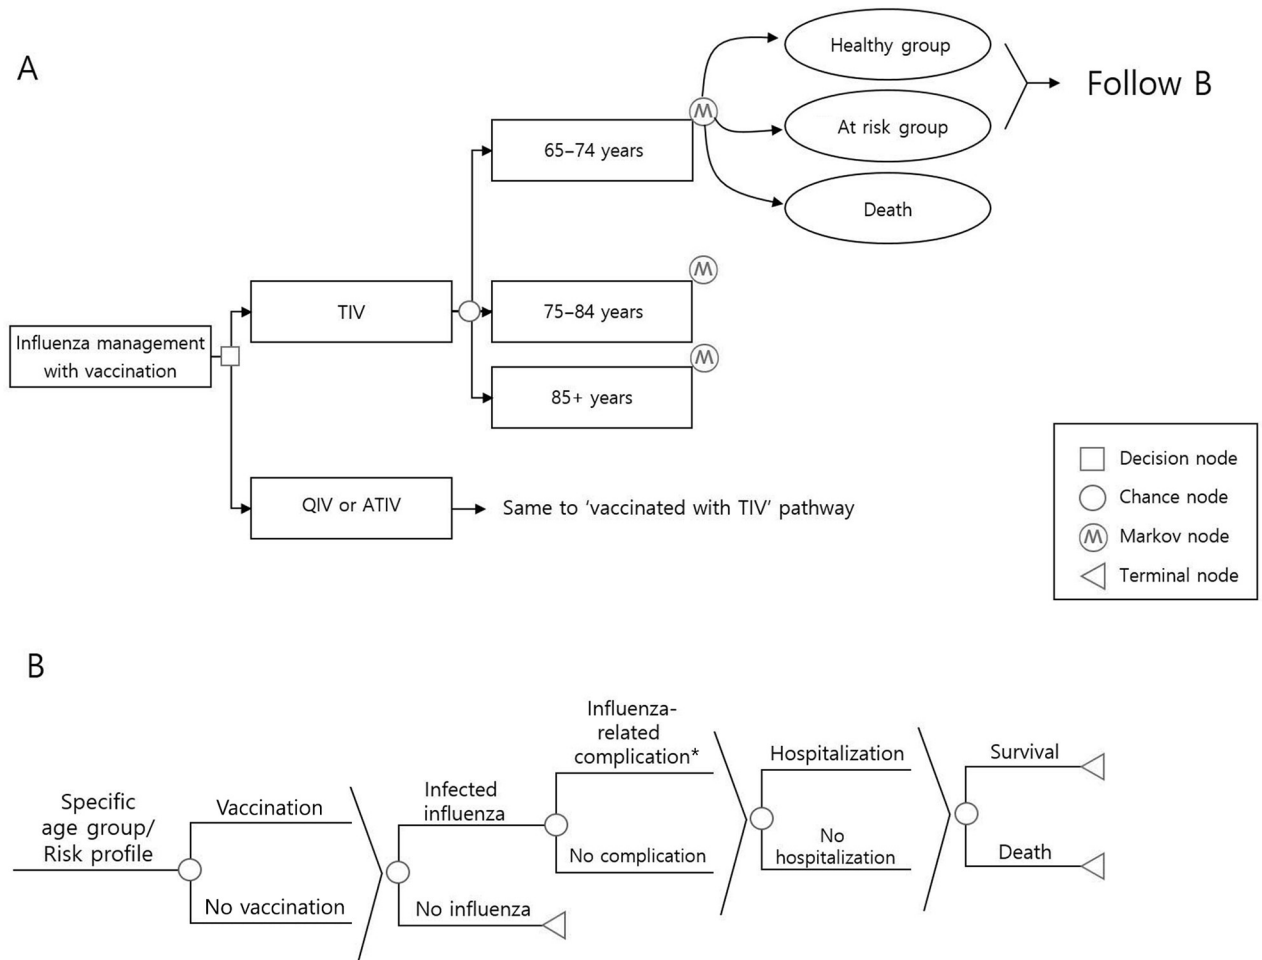 A
Healthy group
At risk group
Death
Follow B
65–74 years
75–84 years
85+ years
TIV
Influenza management
with vaccination
QIV or ATIV
Same to ‘vaccinated with TIV’ pathway
Decision node
Chance node
Markov node
Terminal node
B
Specific
age group/
Risk profile
Vaccination
No vaccination
Infected
influenza
No influenza
Influenza-
related
complication*
No complication
Hospitalization
No
hospitalization
Survival
Death